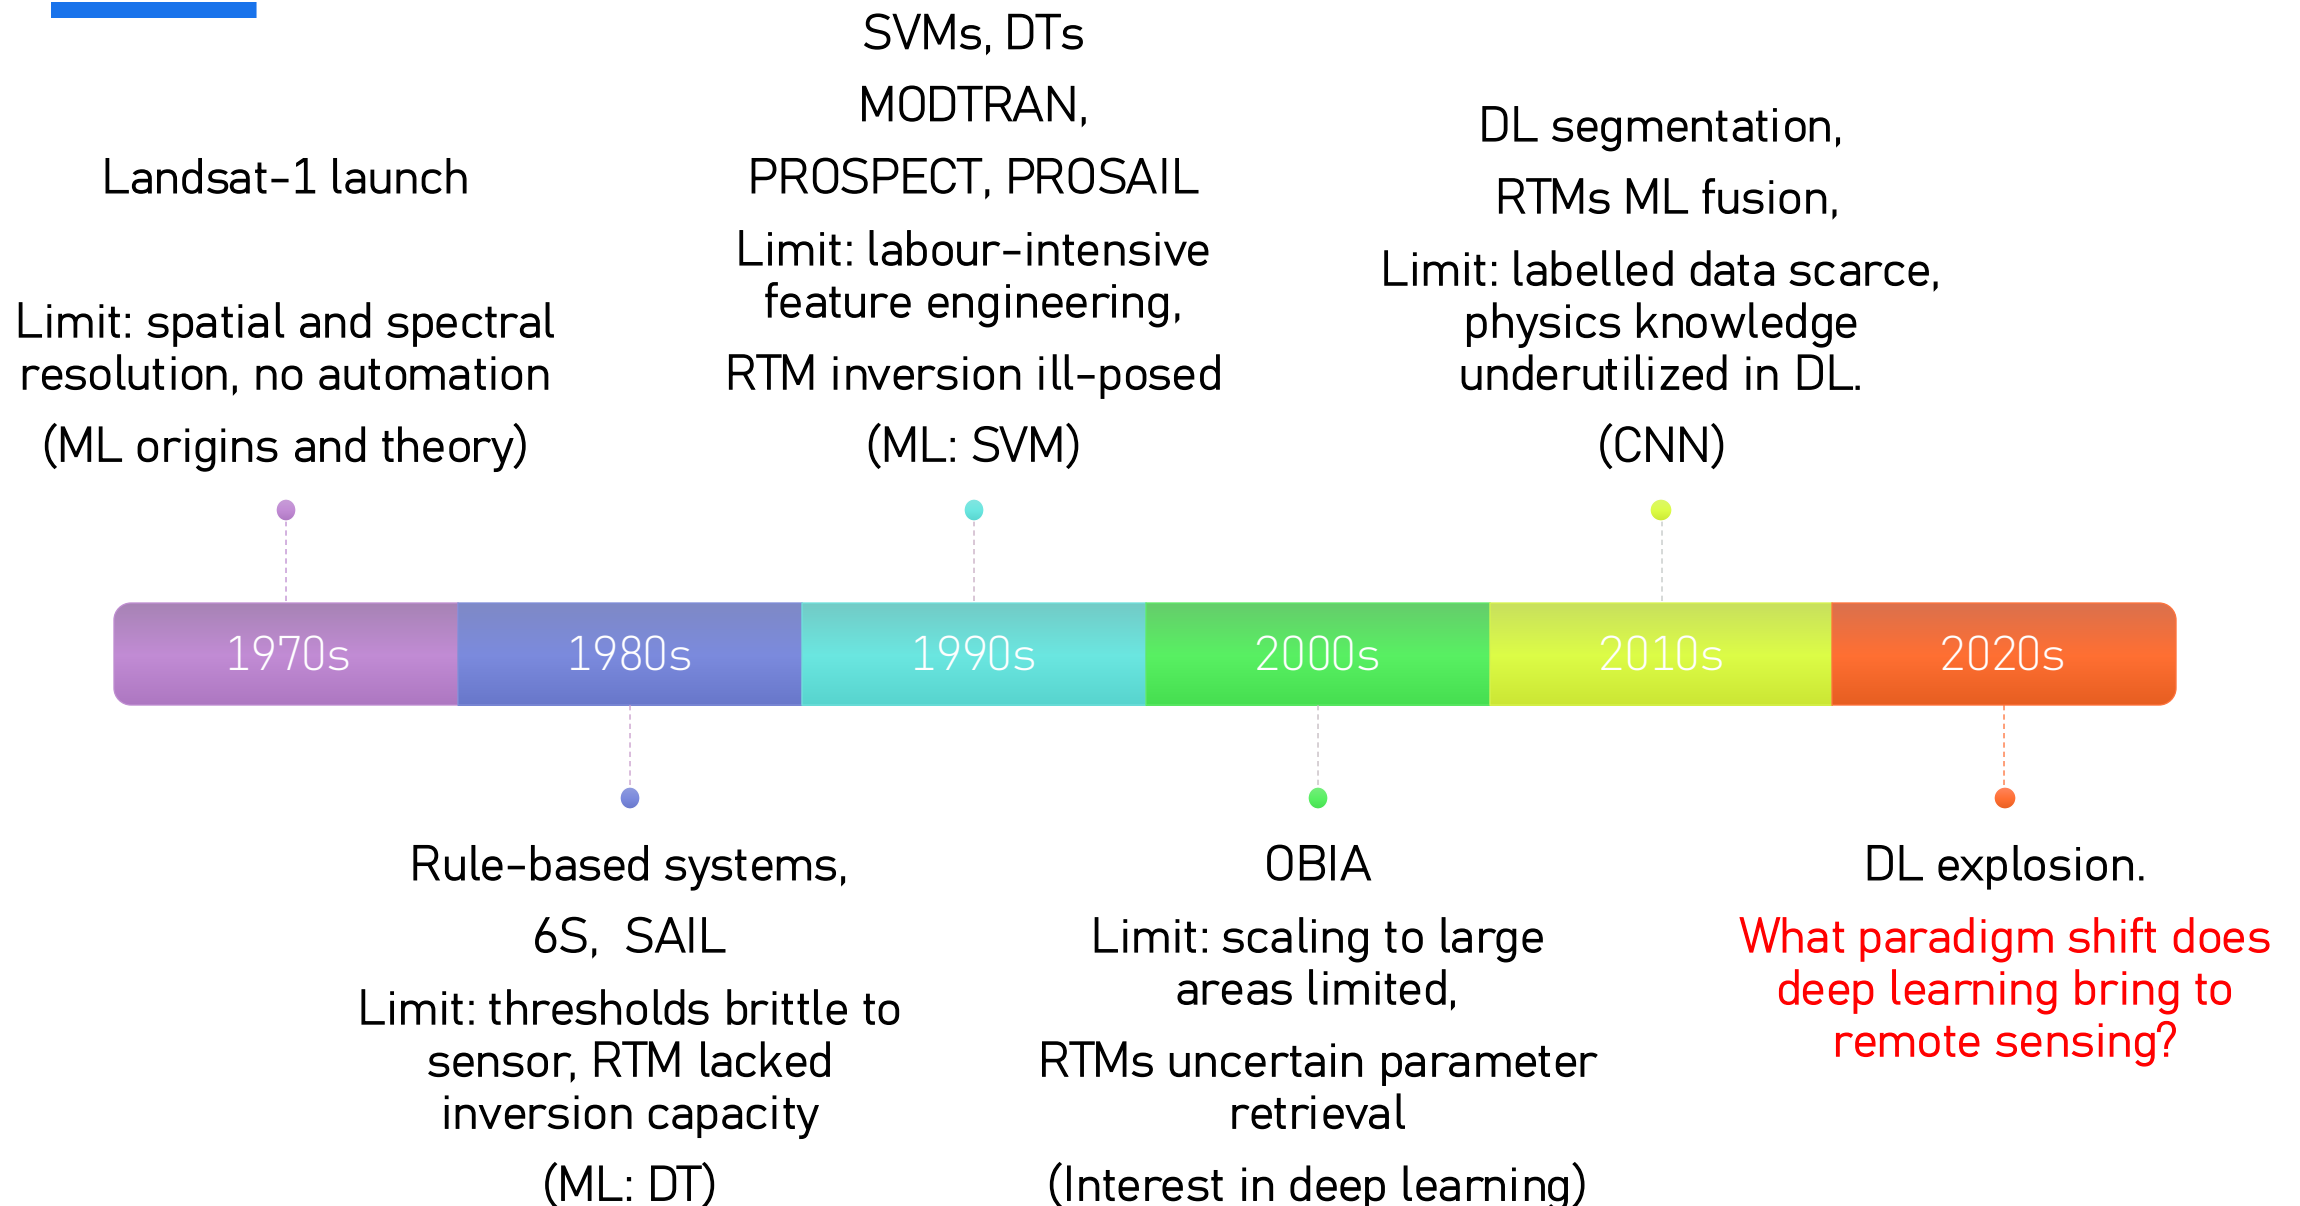 SVMs, DTs
MODTRAN,
PROSPECT, PROSAIL
Limit: labour-intensive
feature engineering,
RTM inversion ill-posed
(ML: SVM)
Landsat-1 launch
Limit: spatial and spectral
resolution, no automation
(ML origins and theory)
DL segmentation,
RTMs ML fusion,
Limit: labelled data scarce,
physics knowledge
underutilized in DL.
(CNN)
1970s
1980s
1990s
2000s
2010s
2020s
Rule-based systems,
6S,  SAIL
Limit: thresholds brittle to
sensor, RTM lacked
inversion capacity
(ML: DT)
OBIA
Limit: scaling to large
areas limited,
RTMs uncertain parameter
retrieval
(Interest in deep learning)
DL explosion.
What paradigm shift does
deep learning bring to
remote sensing?